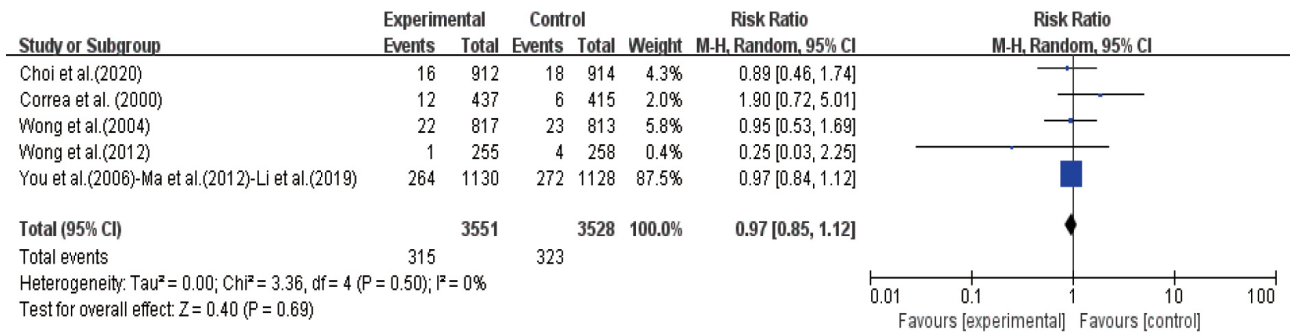 Experimental Control Risk Ratio Risk Ratio
Study or Subgroup Events Total Events Total Weight M-H, Random, 95% CI M-H, Random, 95% CI
Choi et al.(2020) 16 912 18 914 4.3% 0.89 [0.46, 1.74]
Correa et al. (2000) 12 437 6 415 2.0% 1.90 [0.72, 5.01]
Wong et al.(2004) 22 817 23 813 5.8% 0.95 [0.53, 1.69]
Wong et al.(2012) 1 255 4 258 0.4% 0.25 [0.03, 2.25]
You et al.(2006)-Ma et al.(2012)-Li et al.(2019) 264 1130 272 1128 87.5% 0.97 [0.84, 1.12]
Total (95% CI) 3551 3528 100.0% 0.97 [0.85, 1.12]
Total events 315 323
Heterogeneity: Tau² = 0.00; Chi² = 3.36, df = 4 (P = 0.50); I² = 0%
Test for overall effect: Z = 0.40 (P = 0.69)
0.01 0.1 1 10 100
Favours [experimental] Favours [control]